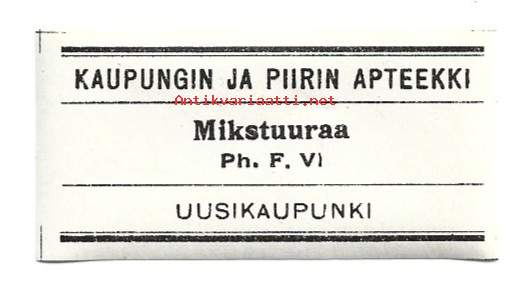 KAUPUNGIN JA PIIRIN APTEEKKI
Antikvariaatti.net
Mikstuuraa
Ph. F. VI
UUSIKAUPUNKI